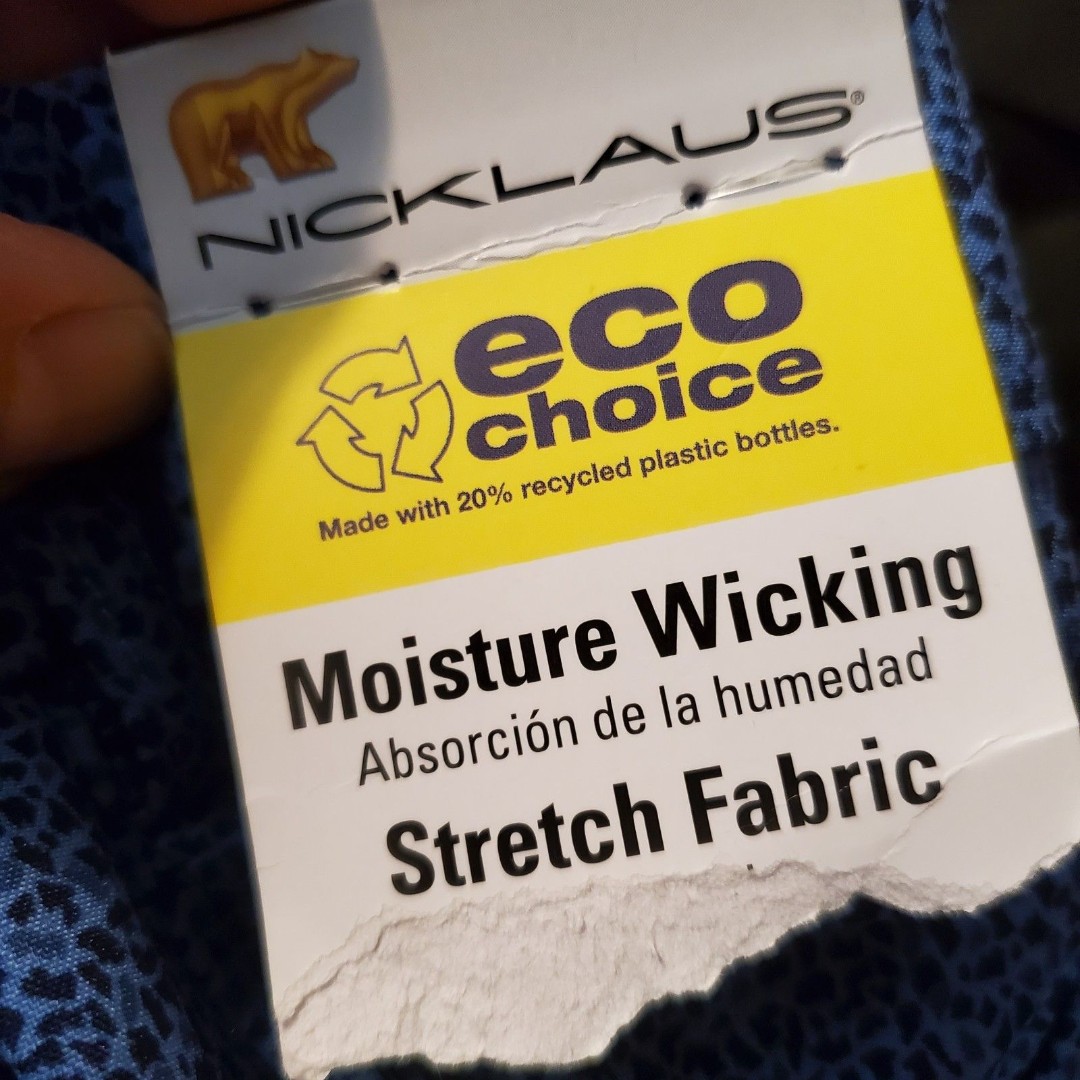 NICKLAUS®
eco
choice
Made with 20% recycled plastic bottles.
Moisture Wicking
Absorción de la humedad
Stretch Fabric